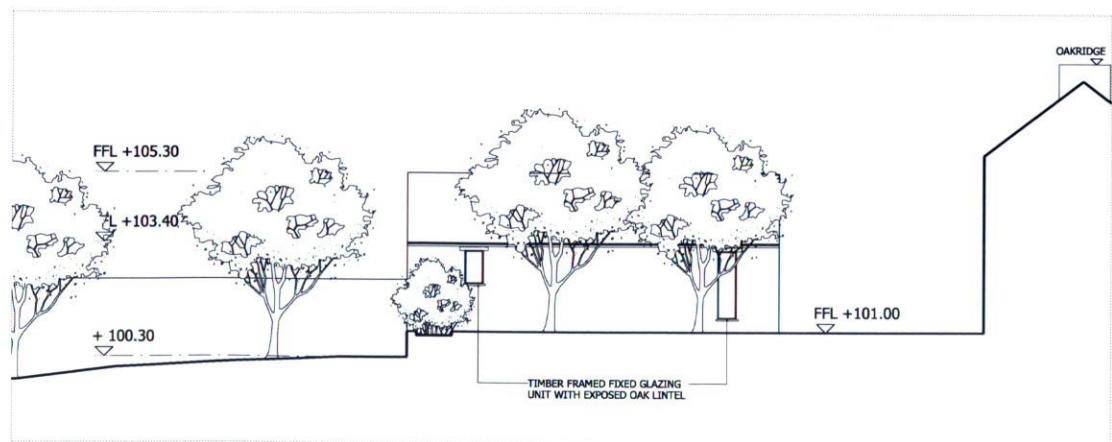 OAKRIDGE
FFL +105.30
L +103.40
+ 100.30
FFL +101.00
TIMBER FRAMED FIXED GLAZING
UNIT WITH EXPOSED OAK LINTEL